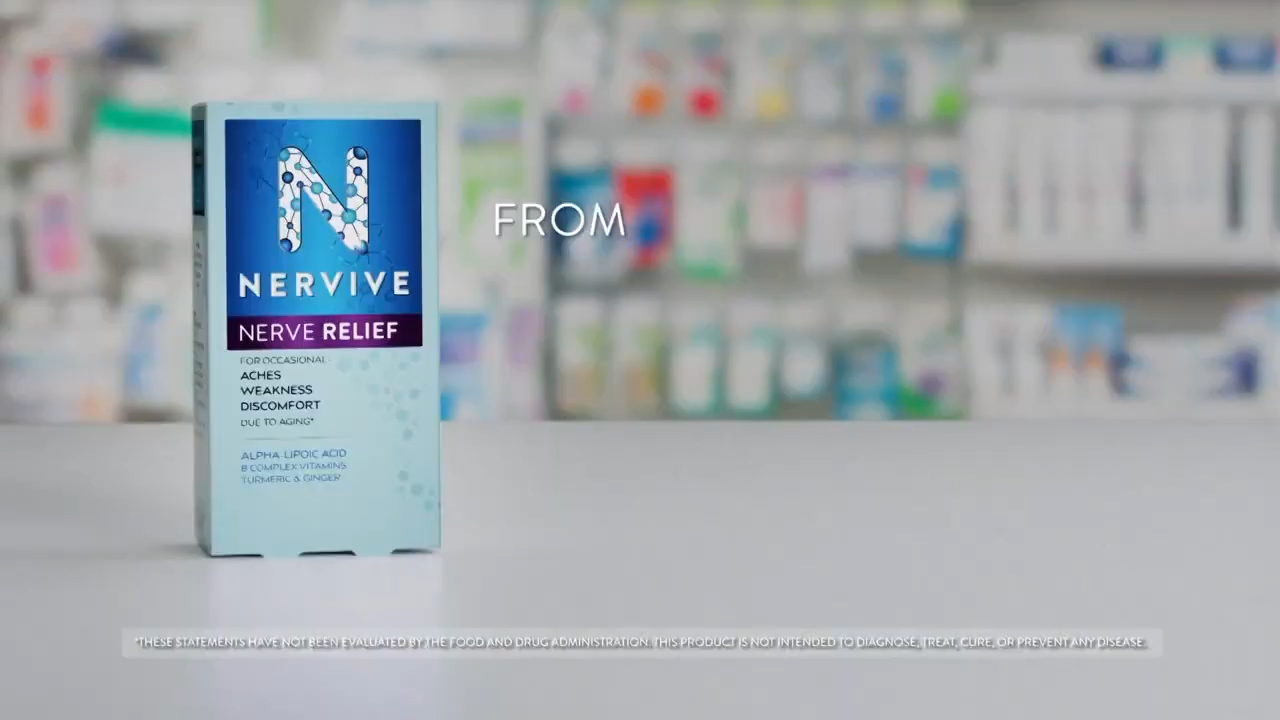 N
NERVIVE
NERVE RELIEF
FOR OCCASIONAL
ACHES
WEAKNESS
DISCOMFORT
DUE TO AGING*
ALPHA LIPOIC ACID
B COMPLEX VITAMINS
TURMERIC & GINGER
FROM
*THESE STATEMENTS HAVE NOT BEEN EVALUATED BY THE FOOD AND DRUG ADMINISTRATION. THIS PRODUCT IS NOT INTENDED TO DIAGNOSE, TREAT, CURE, OR PREVENT ANY DISEASE.